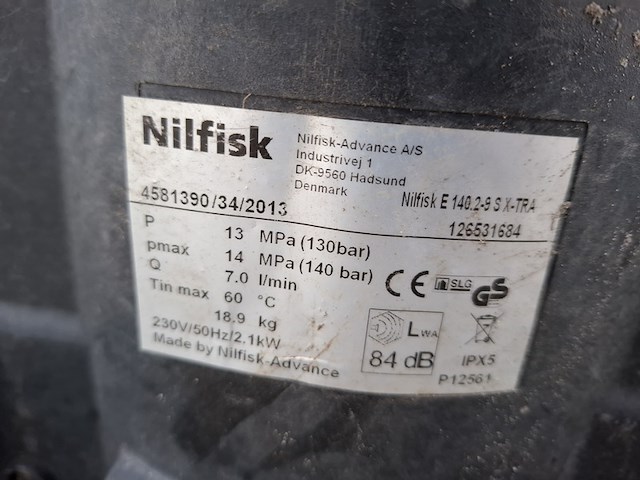 Nilfisk
Nilfisk-Advance A/S
Industrivej 1
DK-9560 Hadsund
Denmark
4581390/34/2013
Nilfisk E 140.2-9 S X-TRA
126531684
P 13 MPa (130bar)
pmax 14 MPa (140 bar)
Q 7.0 l/min
Tin max 60 °C
18.9 kg
230V/50Hz/2.1kW
Made by Nilfisk-Advance
CE
SLG
GS
LWA
84 dB
IPX5
P12561